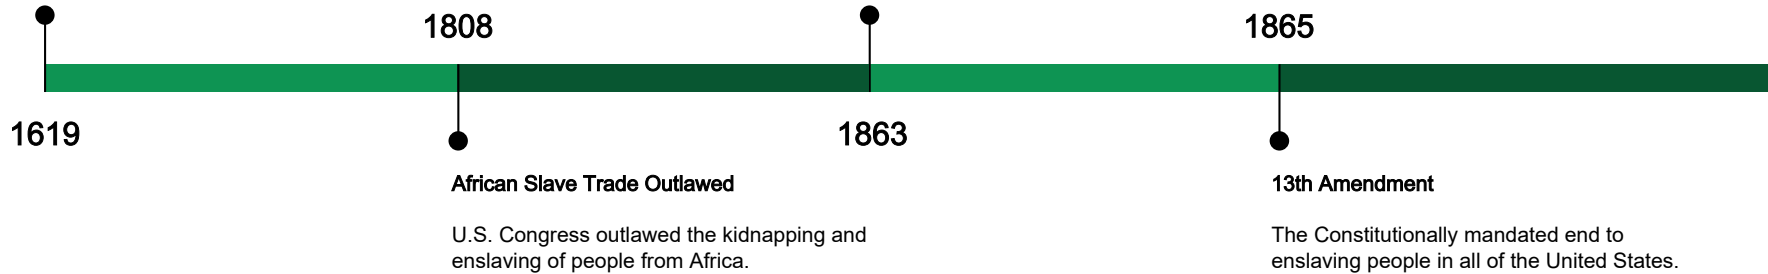 1808
1865
1619
1863
African Slave Trade Outlawed
U.S. Congress outlawed the kidnapping and
enslaving of people from Africa.
13th Amendment
The Constitutionally mandated end to
enslaving people in all of the United States.